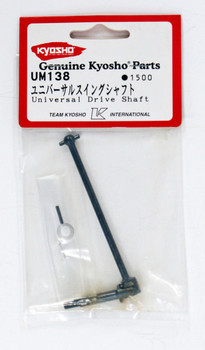 KYOSHO
Genuine Kyosho Parts
UM138 ●1500
ユニバーサルスイングシャフト
Universal Drive Shaft
TEAM KYOSHO K INTERNATIONAL